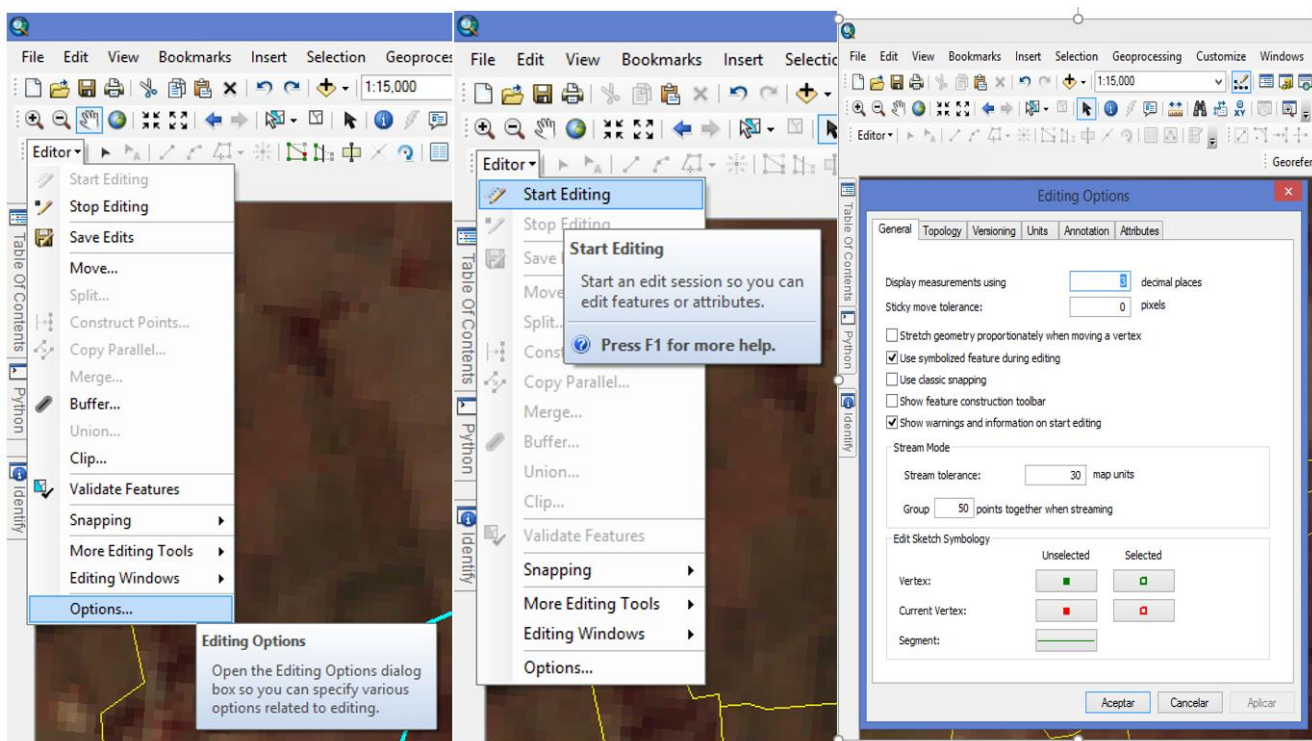 File Edit View Bookmarks Insert Selection Geoproces
1:15,000
Editor
Start Editing
Stop Editing
Save Edits
Move...
Split...
Construct Points...
Copy Parallel...
Merge...
Buffer...
Union...
Clip...
Validate Features
Snapping
More Editing Tools
Editing Windows
Options...
Editing Options
Open the Editing Options dialog
box so you can specify various
options related to editing.
Table Of Contents
Python
Identify
File Edit View Bookmarks Insert Selectio
Editor
Start Editing
Stop Editing
Save
Move
Split..
Const
Copy Parallel...
Merge...
Buffer...
Union...
Clip...
Validate Features
Snapping
More Editing Tools
Editing Windows
Options...
Start Editing
Start an edit session so you can
edit features or attributes.
Press F1 for more help.
Table Of Contents
Python
Identify
File Edit View Bookmarks Insert Selection Geoprocessing Customize Windows
1:15,000
Editor
Georefer
Table Of Contents
Python
Identify
Editing Options
General Topology Versioning Units Annotation Attributes
Display measurements using 3 decimal places
Sticky move tolerance: 0 pixels
Stretch geometry proportionately when moving a vertex
Use symbolized feature during editing
Use classic snapping
Show feature construction toolbar
Show warnings and information on start editing
Stream Mode
Stream tolerance: 30 map units
Group 50 points together when streaming
Edit Sketch Symbology
Unselected Selected
Vertex:
Current Vertex:
Segment:
Aceptar Cancelar Aplicar